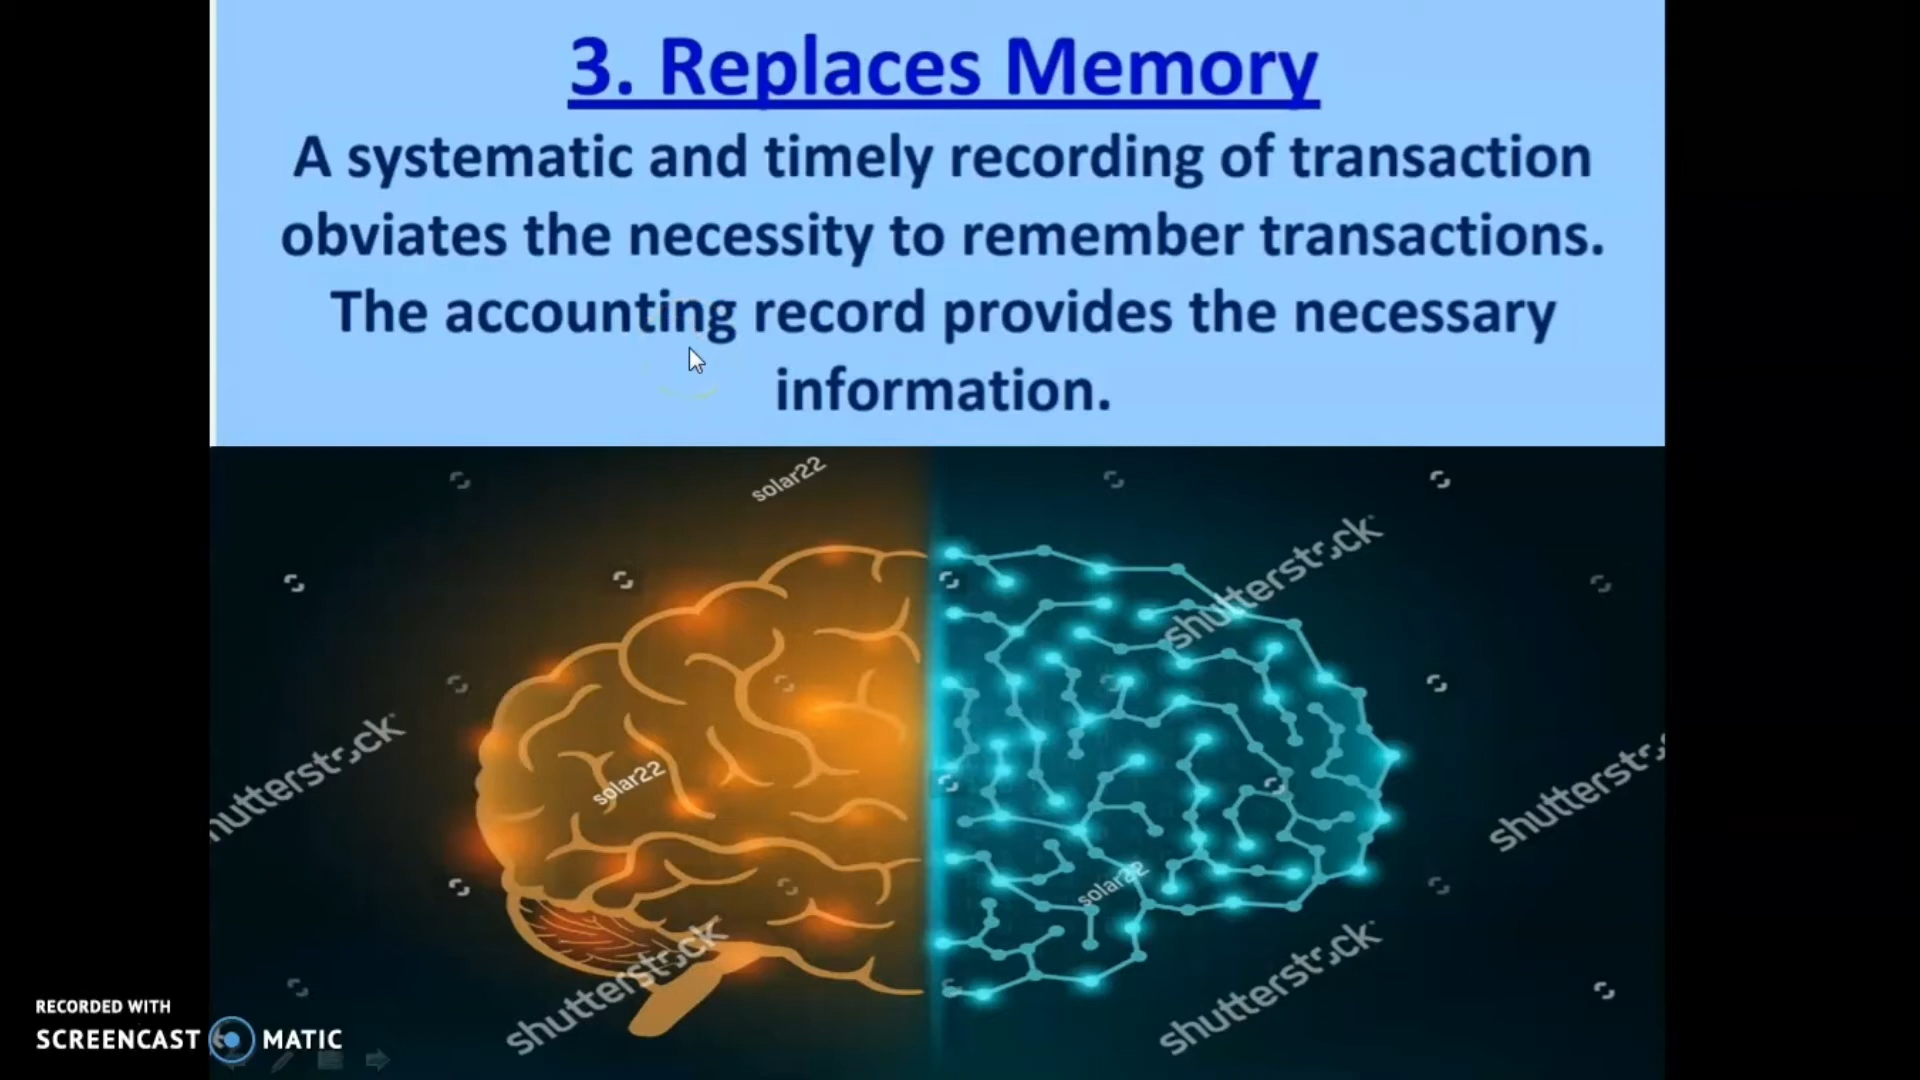 3. Replaces Memory
A systematic and timely recording of transaction
obviates the necessity to remember transactions.
The accounting record provides the necessary
information.
solar22
shutterstock
shutterstock
shutterstock
solar22
solar22
shutterstock
shutterstock
RECORDED WITH
SCREENCAST MATIC